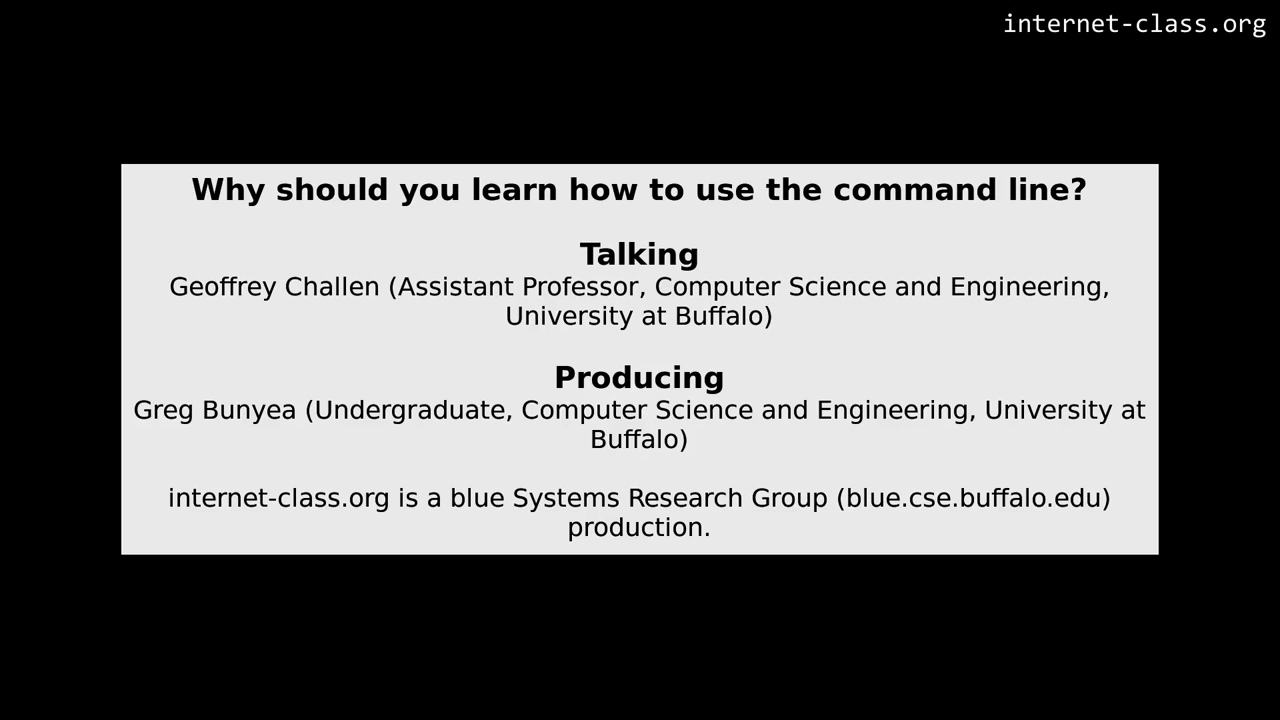 internet-class.org
Why should you learn how to use the command line?
Talking
Geoffrey Challen (Assistant Professor, Computer Science and Engineering,
University at Buffalo)
Producing
Greg Bunyea (Undergraduate, Computer Science and Engineering, University at
Buffalo)
internet-class.org is a blue Systems Research Group (blue.cse.buffalo.edu)
production.